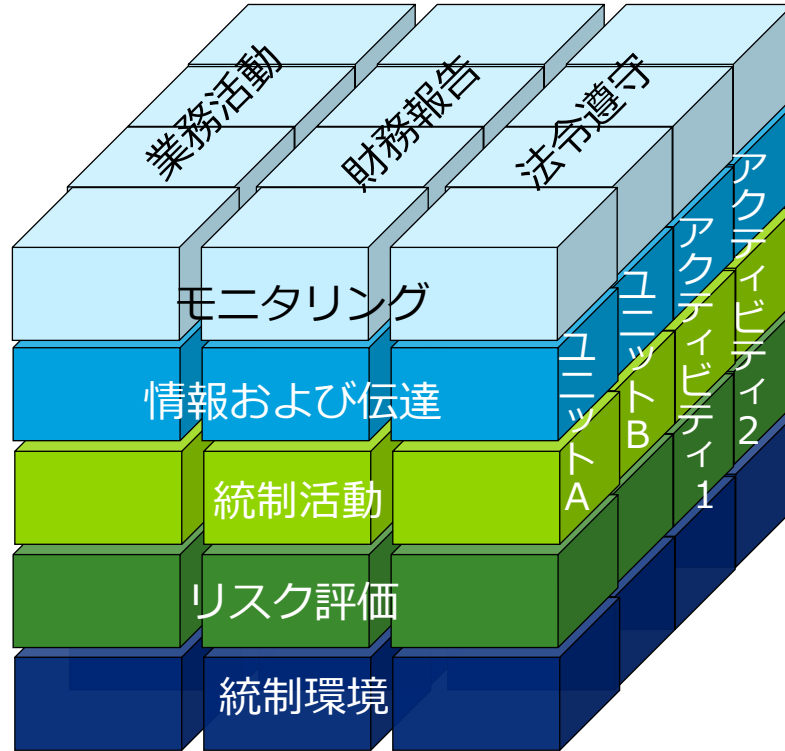 業務活動
財務報告
法令遵守
モニタリング
情報および伝達
統制活動
リスク評価
統制環境
ユニットA
ユニットB
アクティビティ1
アクティビティ2